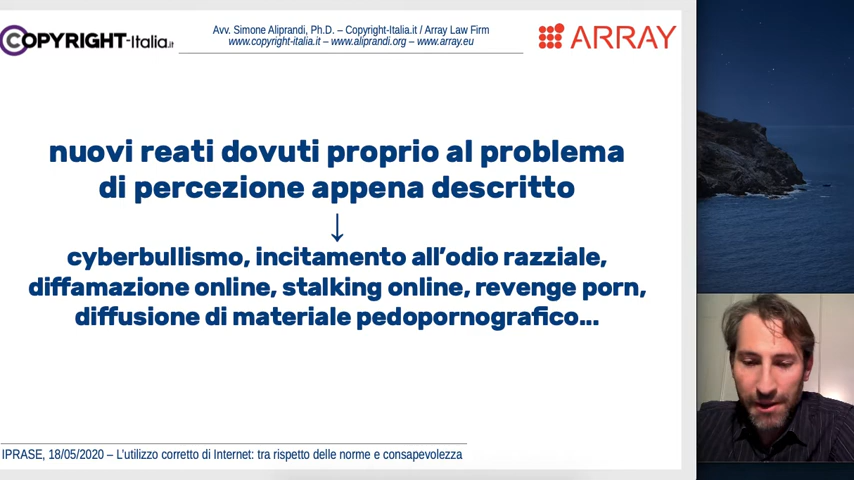 COPYRIGHT-Italia.it
Avv. Simone Aliprandi, Ph.D. – Copyright-Italia.it / Array Law Firm
www.copyright-italia.it – www.aliprandi.org – www.array.eu
ARRAY
nuovi reati dovuti proprio al problema
di percezione appena descritto
↓
cyberbullismo, incitamento all’odio razziale,
diffamazione online, stalking online, revenge porn,
diffusione di materiale pedopornografico...
IPRASE, 18/05/2020 – L’utilizzo corretto di Internet: tra rispetto delle norme e consapevolezza